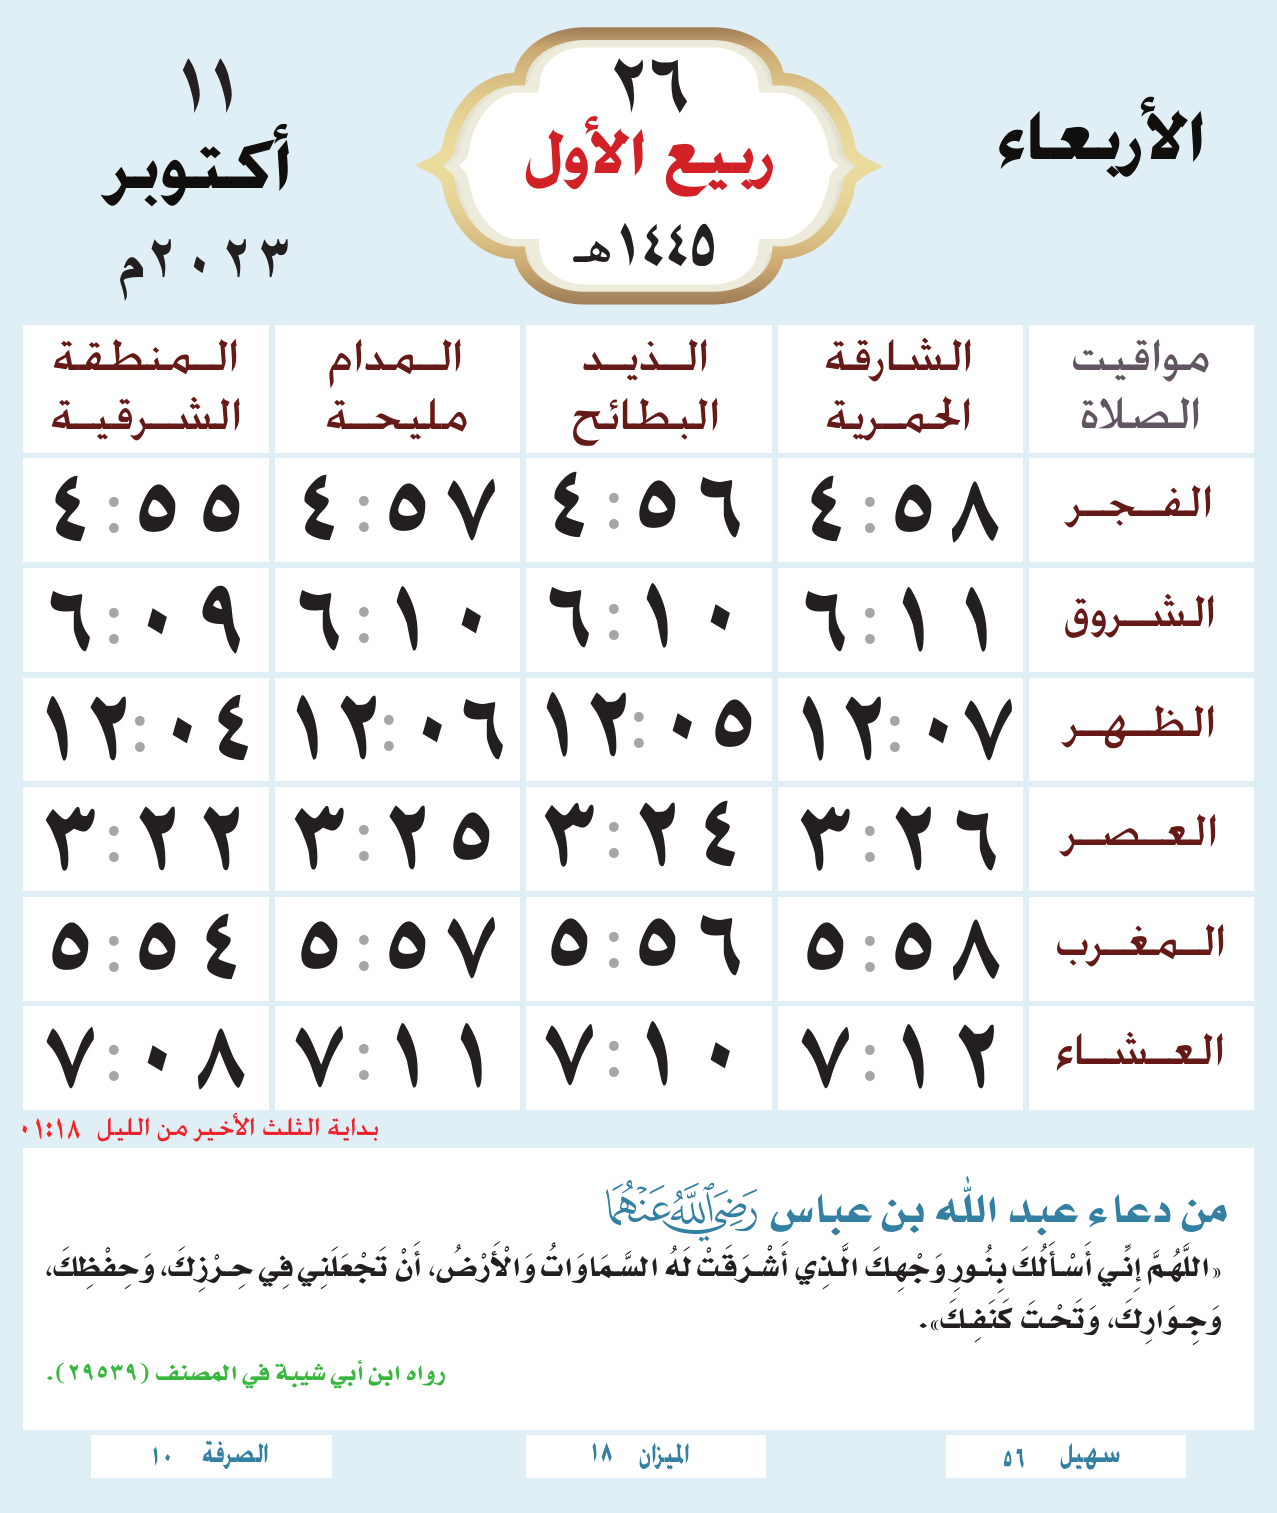 الأربعاء
٢٦
ربيع الأول
١٤٤٥هـ
١١
أكتوبر
٢٠٢٣م
مواقيت الصلاة
الشارقة الحمرية
الذيد البطائح
المدام مليحة
المنطقة الشرقية
الفجر ٤:٥٨ ٤:٥٦ ٤:٥٧ ٤:٥٥
الشروق ٦:١١ ٦:١٠ ٦:١٠ ٦:٠٩
الظهر ١٢:٠٧ ١٢:٠٥ ١٢:٠٦ ١٢:٠٤
العصر ٣:٢٦ ٣:٢٤ ٣:٢٥ ٣:٢٢
المغرب ٥:٥٨ ٥:٥٦ ٥:٥٧ ٥:٥٤
العشاء ٧:١٢ ٧:١٠ ٧:١١ ٧:٠٨
بداية الثلث الأخير من الليل ٠١:١٨
من دعاء عبد الله بن عباس رَضِيَ ٱللَّهُ عَنْهُمَا
«اللَّهُمَّ إِنِّي أَسْأَلُكَ بِنُورِ وَجْهِكَ الَّذِي أَشْرَقَتْ لَهُ السَّمَاوَاتُ وَالْأَرْضُ، أَنْ تَجْعَلَنِي فِي حِرْزِكَ، وَحِفْظِكَ،
وَجِوَارِكَ، وَتَحْتَ كَنَفِكَ».
رواه ابن أبي شيبة في المصنف (٢٩٥٣٩).
سهيل ٥٦
الميزان ١٨
الصرفة ١٠